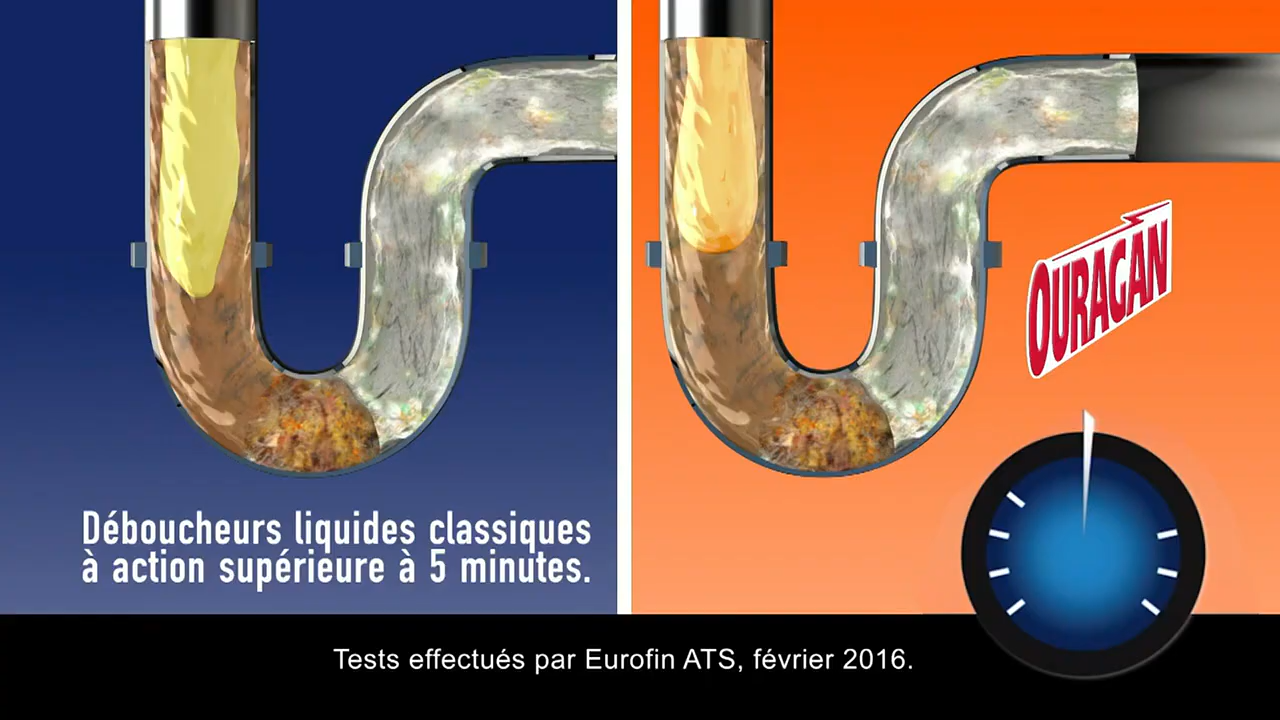 OURAGAN
Déboucheurs liquides classiques
à action supérieure à 5 minutes.
Tests effectués par Eurofin ATS, février 2016.